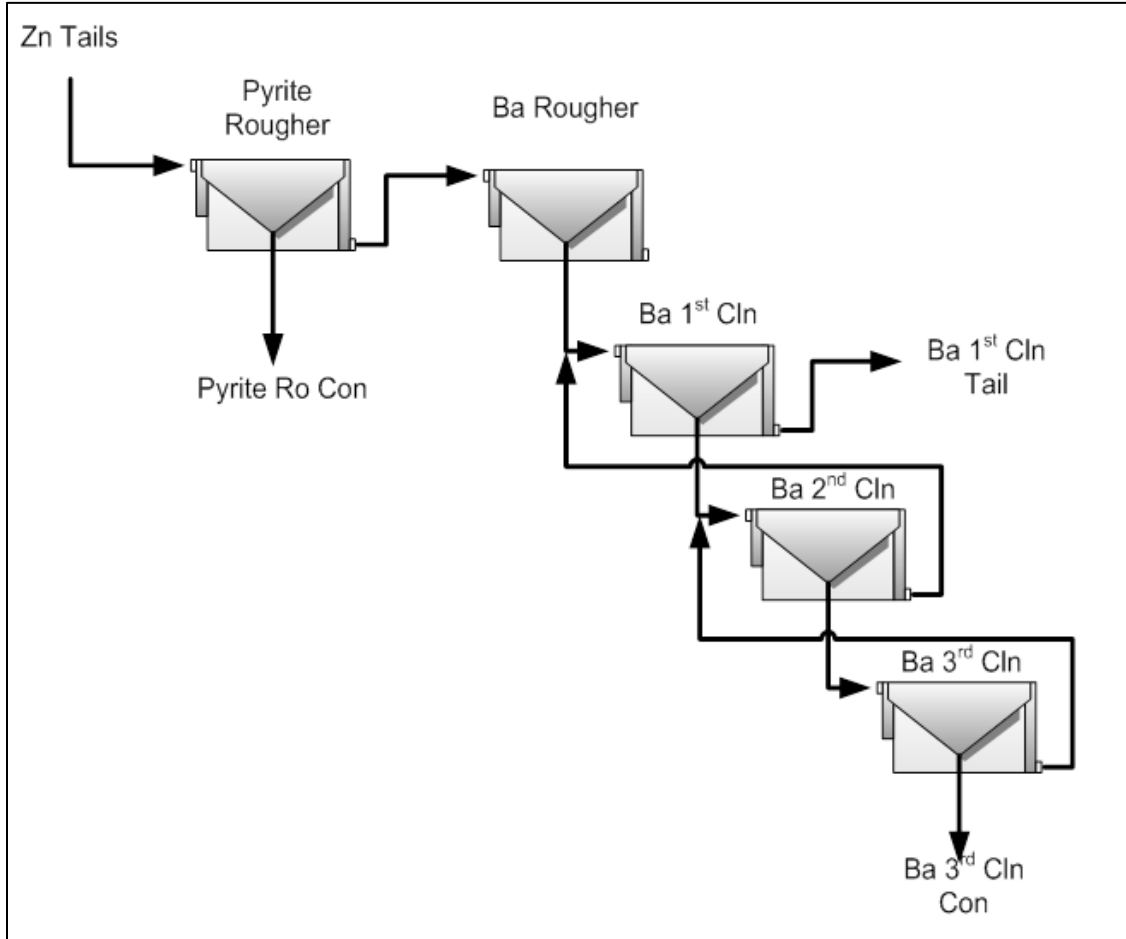 Zn Tails
Pyrite
Rougher
Ba Rougher
Pyrite Ro Con
Ba 1st Cln
Ba 1st Cln
Tail
Ba 2nd Cln
Ba 3rd Cln
Ba 3rd Cln
Con